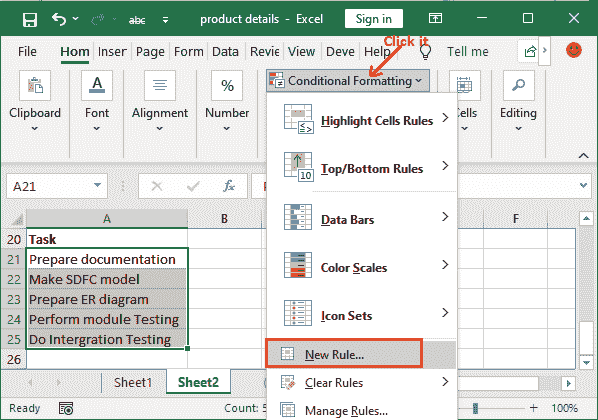 abc product details - Excel Sign in
Click it
File Hom Inser Page Form Data Revie View Deve Help Tell me
Conditional Formatting
Clipboard Font Alignment Number Cells Editing
Highlight Cells Rules
Top/Bottom Rules
10
A21 fx
Data Bars
A B F
20 Task
21 Prepare documentation
22 Make SDFC model
Color Scales
23 Prepare ER diagram
24 Perform module Testing
Icon Sets
25 Do Intergration Testing
26
New Rule...
Sheet1 Sheet2
Clear Rules
Ready Count: 5
Manage Rules...
100%